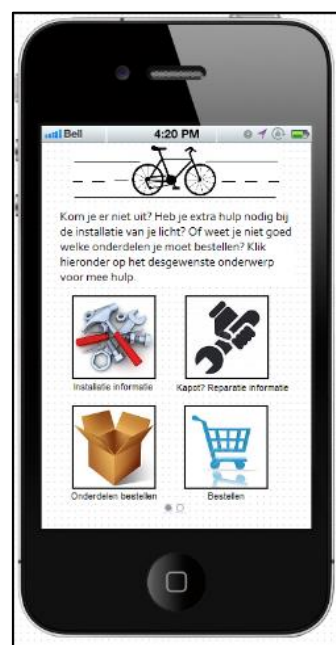 Bell 4:20 PM
Kom je er niet uit? Heb je extra hulp nodig bij
de installatie van je licht? Of weet je niet goed
welke onderdelen je moet bestellen? Klik
hieronder op het desgewenste onderwerp
voor mee hulp.
Installatie informatie Kapot? Reparatie informatie
Onderdelen bestellen Bestellen